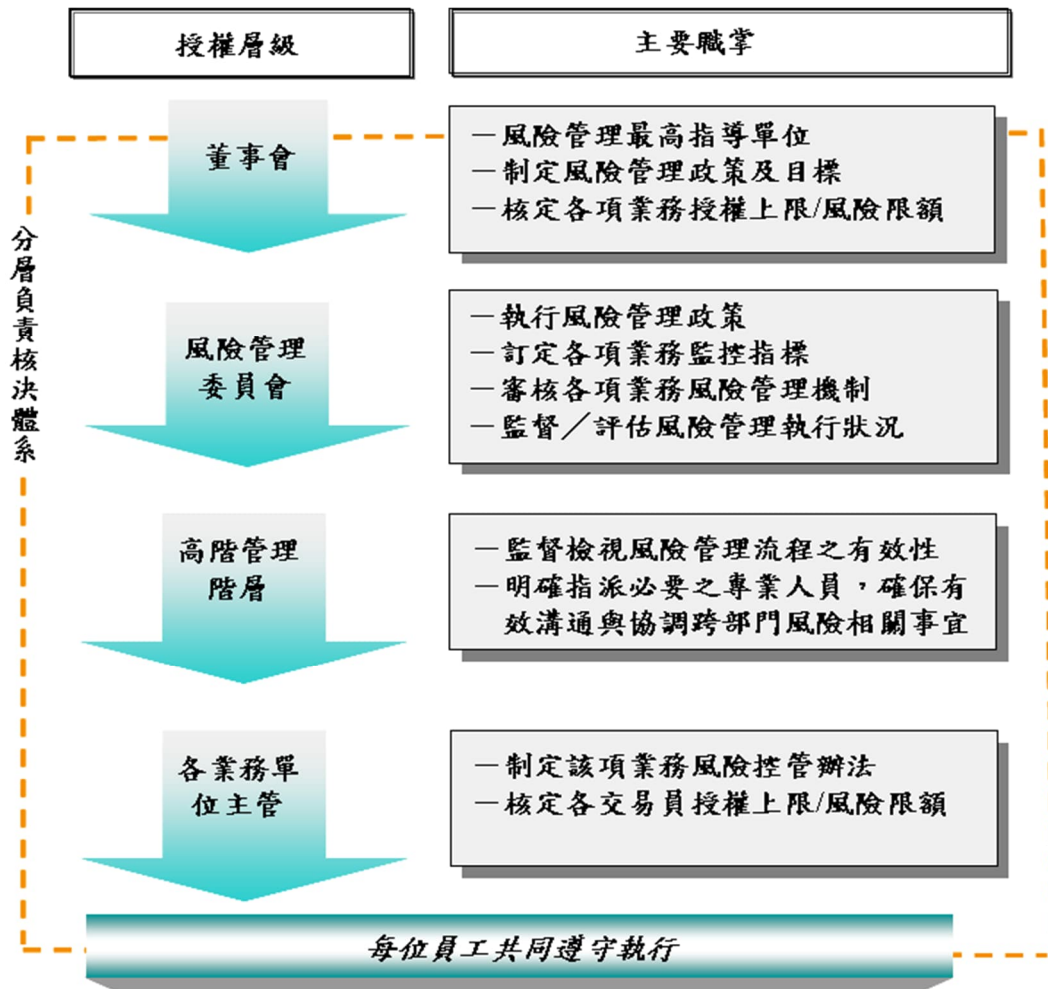 授權層級
主要職掌
董事會
－風險管理最高指導單位
－制定風險管理政策及目標
－核定各項業務授權上限/風險限額
分層負責核決體系
風險管理
委員會
－執行風險管理政策
－訂定各項業務監控指標
－審核各項業務風險管理機制
－監督／評估風險管理執行狀況
高階管理
階層
－監督檢視風險管理流程之有效性
－明確指派必要之專業人員，確保有
效溝通與協調跨部門風險相關事宜
各業務單
位主管
－制定該項業務風險控管辦法
－核定各交易員授權上限/風險限額
每位員工共同遵守執行